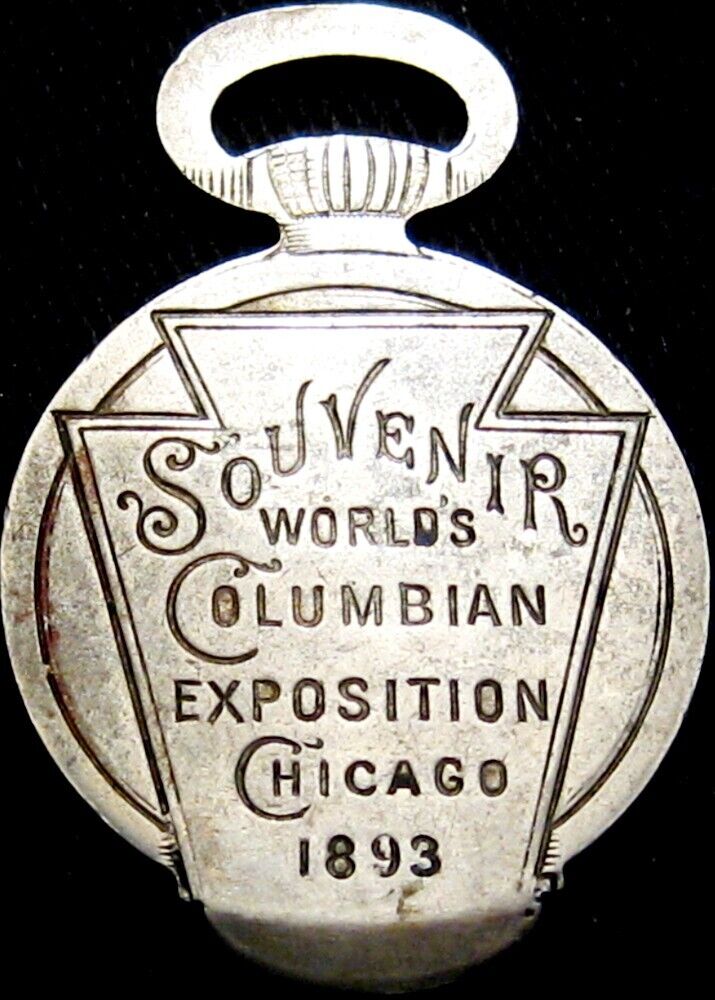 SOUVENIR
WORLD'S
COLUMBIAN
EXPOSITION
CHICAGO
1893